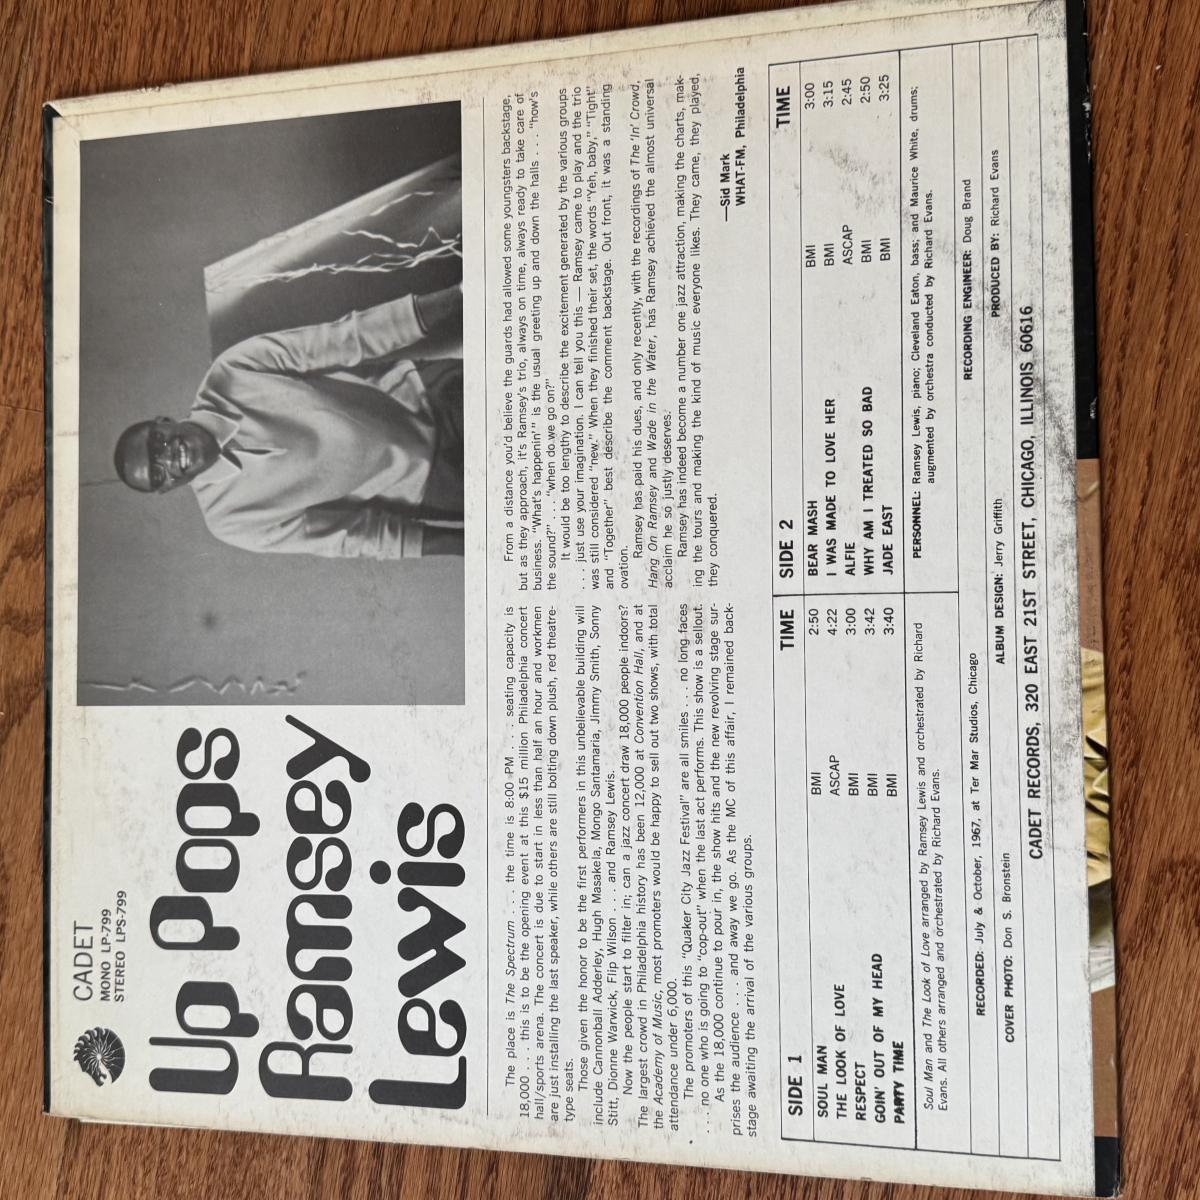 CADET
MONO LP-799
STEREO LPS-799
Up Pops
Ramsey
Lewis
The place is The Spectrum . . . the time is 8:00 PM . . . seating capacity is
18,000 . . . this is to be the opening event at this $15 million Philadelphia concert
hall/sports arena. The concert is due to start in less than half an hour and workmen
are just installing the last speaker, while others are still bolting down plush, red theatre-
type seats.
Those given the honor to be the first performers in this unbelievable building will
include Cannonball Adderley, Hugh Masakela, Mongo Santamaria, Jimmy Smith, Sonny
Stitt, Dionne Warwick, Flip Wilson . . . and Ramsey Lewis.
Now the people start to filter in; can a jazz concert draw 18,000 people indoors?
The largest crowd in Philadelphia history has been 12,000 at Convention Hall, and at
the Academy of Music, most promoters would be happy to sell out two shows, with total
attendance under 6,000.
The promoters of this "Quaker City Jazz Festival" are all smiles . . . no long faces
. . . no one who is going to "cop-out" when the last act performs. This show is a sellout.
As the 18,000 continue to pour in, the show hits and the new revolving stage sur-
prises the audience . . . and away we go. As the MC of this affair, I remained back-
stage awaiting the arrival of the various groups.
From a distance you'd believe the guards had allowed some youngsters backstage,
but as they approach, it's Ramsey's trio, always on time, always ready to take care of
business. "What's happenin'" is the usual greeting up and down the halls . . . "how's
the sound?" . . . "when do we go on?"
It would be too lengthy to describe the excitement generated by the various groups
. . . just use your imagination. I can tell you this — Ramsey came to play and the trio
was still considered "new." When they finished their set, the words "Yeh, baby," "Tight"
and "Together" best describe the comment backstage. Out front, it was a standing
ovation.
Ramsey has paid his dues, and only recently, with the recordings of The 'In' Crowd,
Hang On Ramsey and Wade in the Water, has Ramsey achieved the almost universal
acclaim he so justly deserves.
Ramsey has indeed become a number one jazz attraction, making the charts, mak-
ing the tours and making the kind of music everyone likes. They came, they played,
they conquered.
—Sid Mark
WHAT-FM, Philadelphia
SIDE 1 TIME
SOUL MAN BMI 2:50
THE LOOK OF LOVE ASCAP 4:22
RESPECT BMI 3:00
GOIN' OUT OF MY HEAD BMI 3:42
PARTY TIME BMI 3:40
SIDE 2 TIME
BEAR MASH BMI 3:00
I WAS MADE TO LOVE HER BMI 3:15
ALFIE ASCAP 2:45
WHY AM I TREATED SO BAD BMI 2:50
JADE EAST BMI 3:25
Soul Man and The Look of Love arranged by Ramsey Lewis and orchestrated by Richard
Evans. All others arranged and orchestrated by Richard Evans.
PERSONNEL: Ramsey Lewis, piano; Cleveland Eaton, bass; and Maurice White, drums;
augmented by orchestra conducted by Richard Evans.
RECORDED: July & October, 1967, at Ter Mar Studios, Chicago
RECORDING ENGINEER: Doug Brand
COVER PHOTO: Don S. Bronstein
ALBUM DESIGN: Jerry Griffith
PRODUCED BY: Richard Evans
CADET RECORDS, 320 EAST 21ST STREET, CHICAGO, ILLINOIS 60616